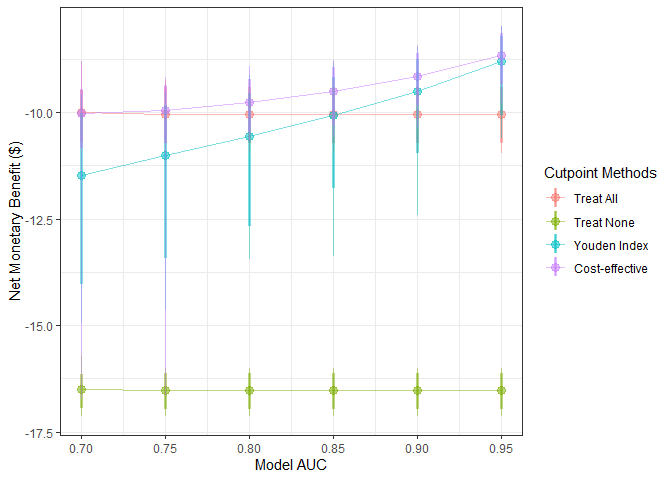 Net Monetary Benefit ($)
-10.0
-12.5
-15.0
-17.5
0.70 0.75 0.80 0.85 0.90 0.95
Model AUC
Cutpoint Methods
Treat All
Treat None
Youden Index
Cost-effective